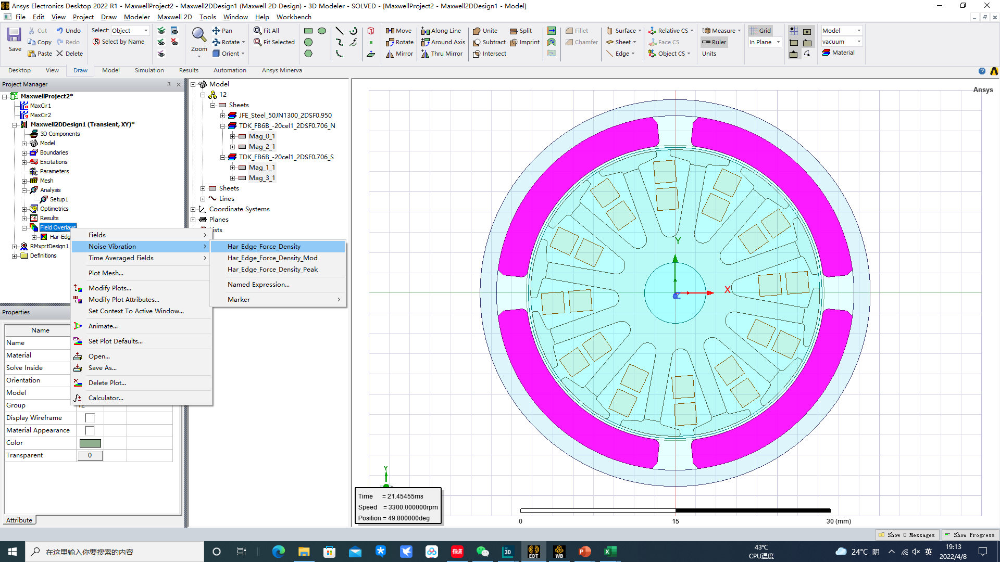 Ansys Electronics Desktop 2022 R1 - MaxwellProject2 - Maxwell2DDesign1 (Maxwell 2D Design) - 3D Modeler - SOLVED - [MaxwellProject2 - Maxwell2DDesign1 - Model]
File Edit View Project Draw Modeler Maxwell 2D Tools Window Help Workbench
Save
Cut
Copy
Paste
Undo
Redo
Delete
Select: Object
Select by Name
Zoom
Pan
Rotate
Orient
Fit All
Fit Selected
Move
Rotate
Mirror
Along Line
Around Axis
Thru Mirror
Unite
Subtract
Intersect
Split
Imprint
Fillet
Chamfer
Surface
Sheet
Edge
Relative CS
Face CS
Object CS
Measure
Ruler
Units
Grid
In Plane
Model
vacuum
Material
Desktop View Draw Model Simulation Results Automation Ansys Minerva
Project Manager
MaxwellProject2*
MaxCir1
MaxCir2
Maxwell2DDesign1 (Transient, XY)*
3D Components
Model
Boundaries
Excitations
Parameters
Mesh
Analysis
Setup1
Optimetrics
Results
Field Overlays
Har-Edg
RMxprtDesign1
Definitions
Fields
Noise Vibration
Time Averaged Fields
Plot Mesh...
Modify Plots...
Modify Plot Attributes...
Set Context To Active Window...
Animate...
Set Plot Defaults...
Open...
Save As...
Delete Plot...
Calculator...
Har_Edge_Force_Density
Har_Edge_Force_Density_Mod
Har_Edge_Force_Density_Peak
Named Expression...
Marker
Properties
Name
Name
Material
Solve Inside
Orientation
Model
Group 12
Display Wireframe
Material Appearance
Color
Transparent 0
Attribute
Model
12
Sheets
JFE_Steel_50JN1300_2DSF0.950
TDK_FB6B_-20cel1_2DSF0.706_N
Mag_0_1
Mag_2_1
TDK_FB6B_-20cel1_2DSF0.706_S
Mag_1_1
Mag_3_1
Sheets
Lines
Coordinate Systems
Planes
Lists
Ansys
Y
X
Z
Y
Time = 21.45455ms
Speed = 3300.000000rpm
Position = 49.800000deg
0 15 30 (mm)
Show 0 Messages Show Progress
在这里输入你要搜索的内容
有道
3D
EDT
WB
P
X
43℃
CPU温度
24°C 阴
英
19:13
2022/4/8